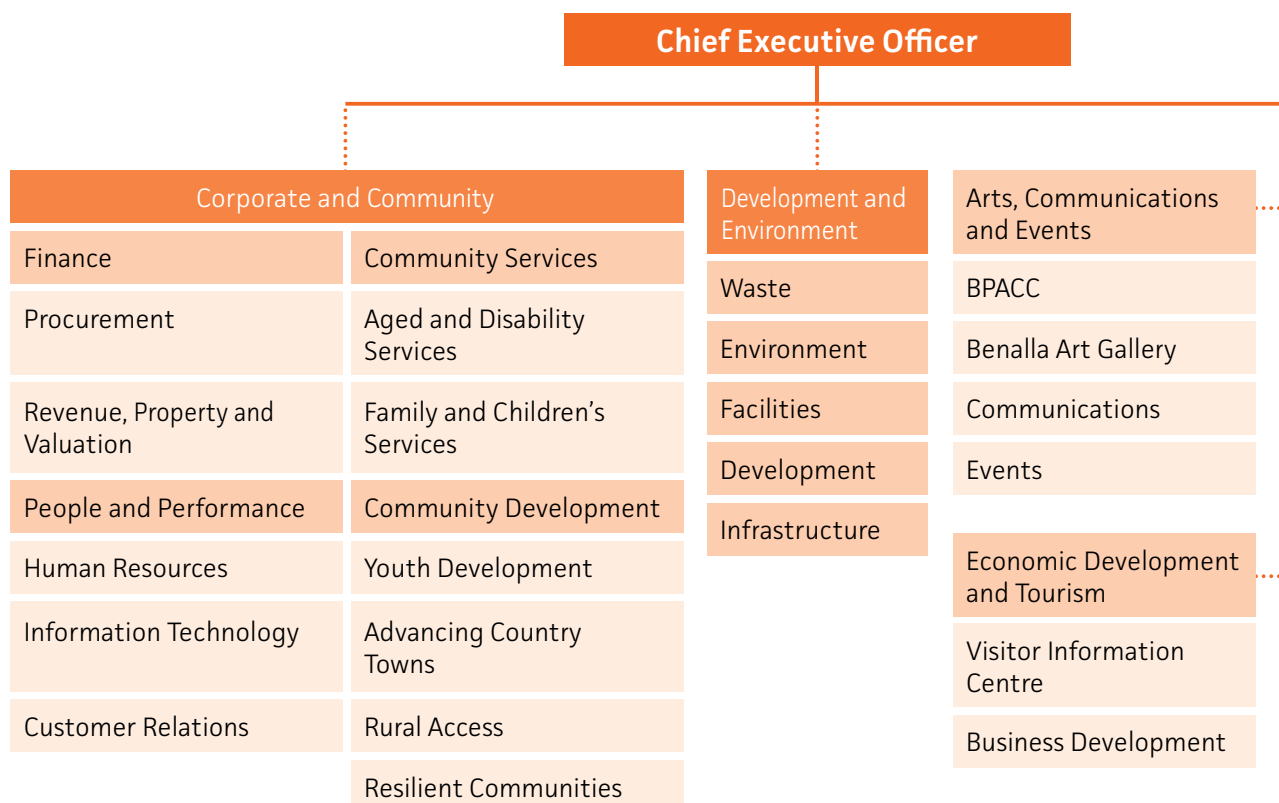 Chief Executive Officer
Corporate and Community
Finance
Procurement
Revenue, Property and
Valuation
People and Performance
Human Resources
Information Technology
Customer Relations
Community Services
Aged and Disability
Services
Family and Children's
Services
Community Development
Youth Development
Advancing Country
Towns
Rural Access
Resilient Communities
Development and
Environment
Waste
Environment
Facilities
Development
Infrastructure
Arts, Communications
and Events
BPACC
Benalla Art Gallery
Communications
Events
Economic Development
and Tourism
Visitor Information
Centre
Business Development